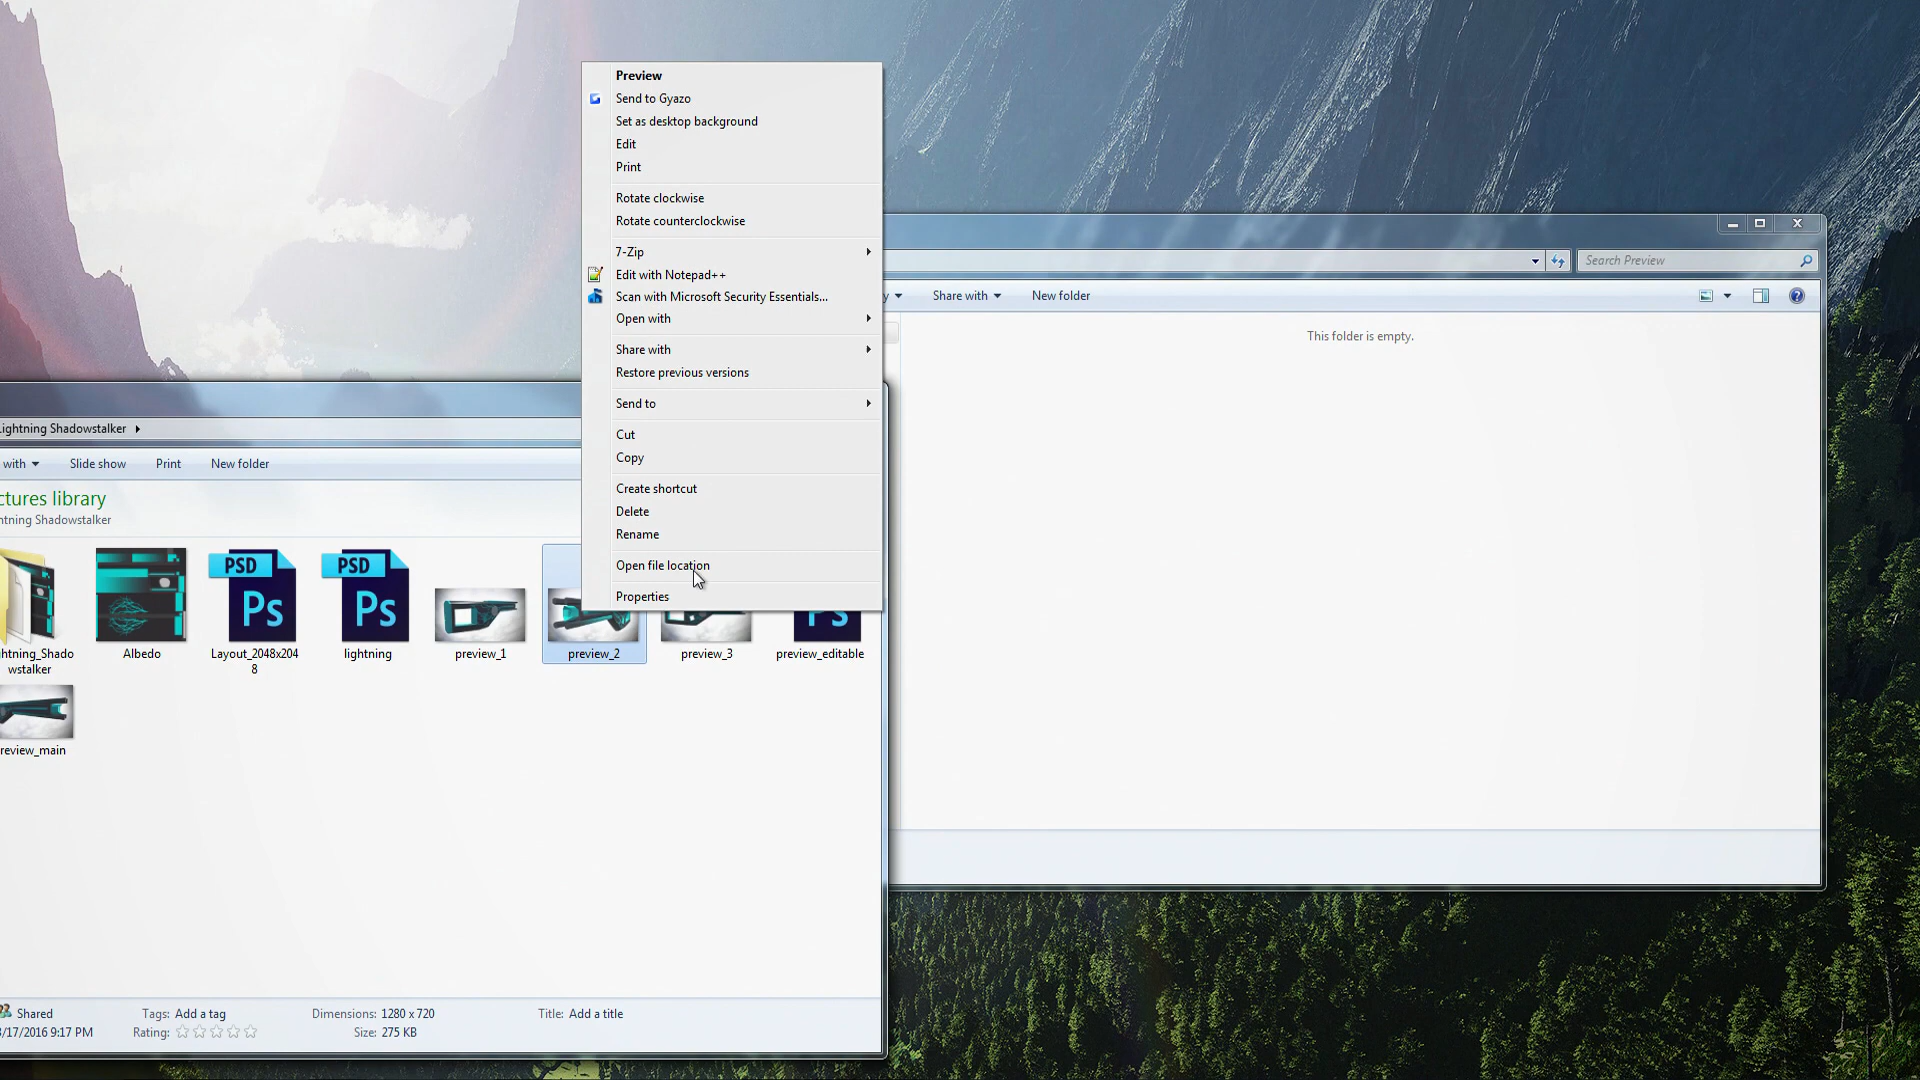 Preview
Send to Gyazo
Set as desktop background
Edit
Print
Rotate clockwise
Rotate counterclockwise
7-Zip
Edit with Notepad++
Scan with Microsoft Security Essentials...
Open with
Share with
Restore previous versions
Send to
Cut
Copy
Create shortcut
Delete
Rename
Open file location
Properties
Search Preview
y Share with New folder
This folder is empty.
Lightning Shadowstalker
with Slide show Print New folder
ctures library
htning Shadowstalker
PSD Ps
PSD Ps
Ps
htning_Shado
wstalker
Albedo
Layout_2048x204
8
lightning
preview_1
preview_2
preview_3
preview_editable
review_main
Shared Tags: Add a tag Dimensions: 1280 x 720 Title: Add a title
/17/2016 9:17 PM Rating: Size: 275 KB